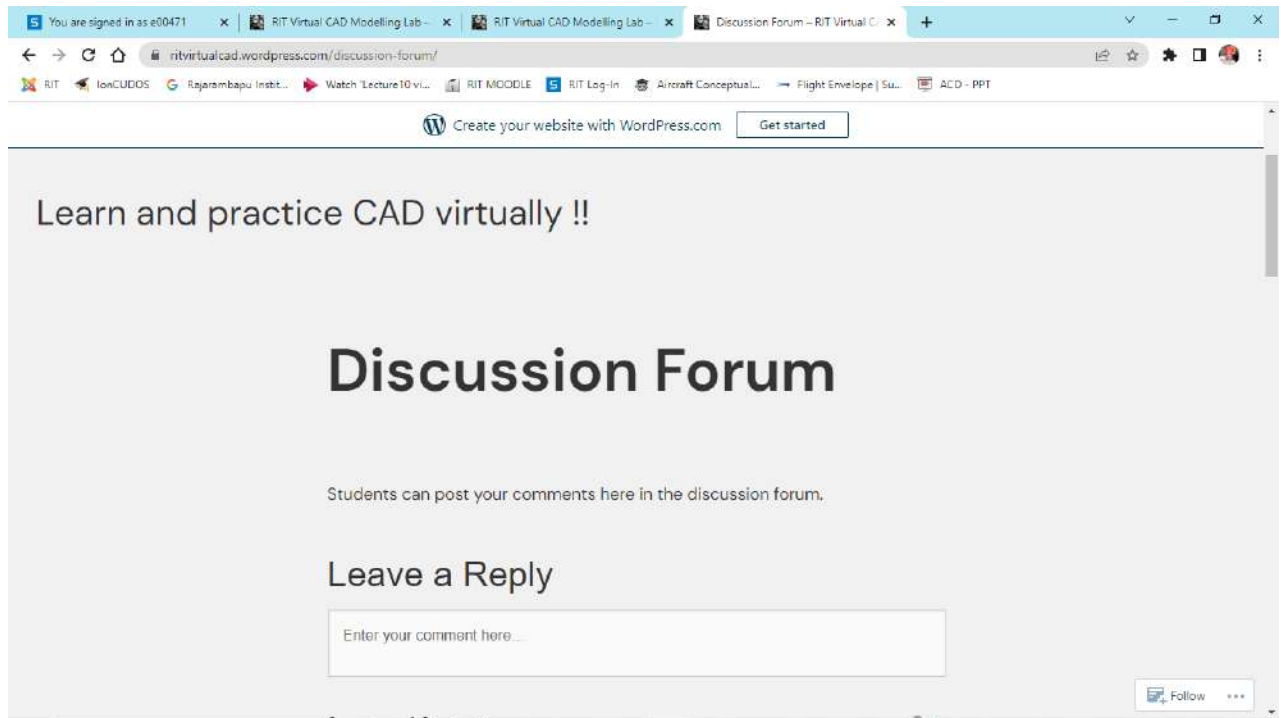 You are signed in as e00471
RIT Virtual CAD Modelling Lab –
RIT Virtual CAD Modelling Lab –
Discussion Forum – RIT Virtual C
ritvirtualcad.wordpress.com/discussion-forum/
RIT
IonCUDOS
Rajarambapu Instit...
Watch 'Lecture10 vi...
RIT MOODLE
RIT Log-In
Aircraft Conceptual...
Flight Envelope | Su...
ACD - PPT
Create your website with WordPress.com
Get started
Learn and practice CAD virtually !!
Discussion Forum
Students can post your comments here in the discussion forum.
Leave a Reply
Enter your comment here...
Follow